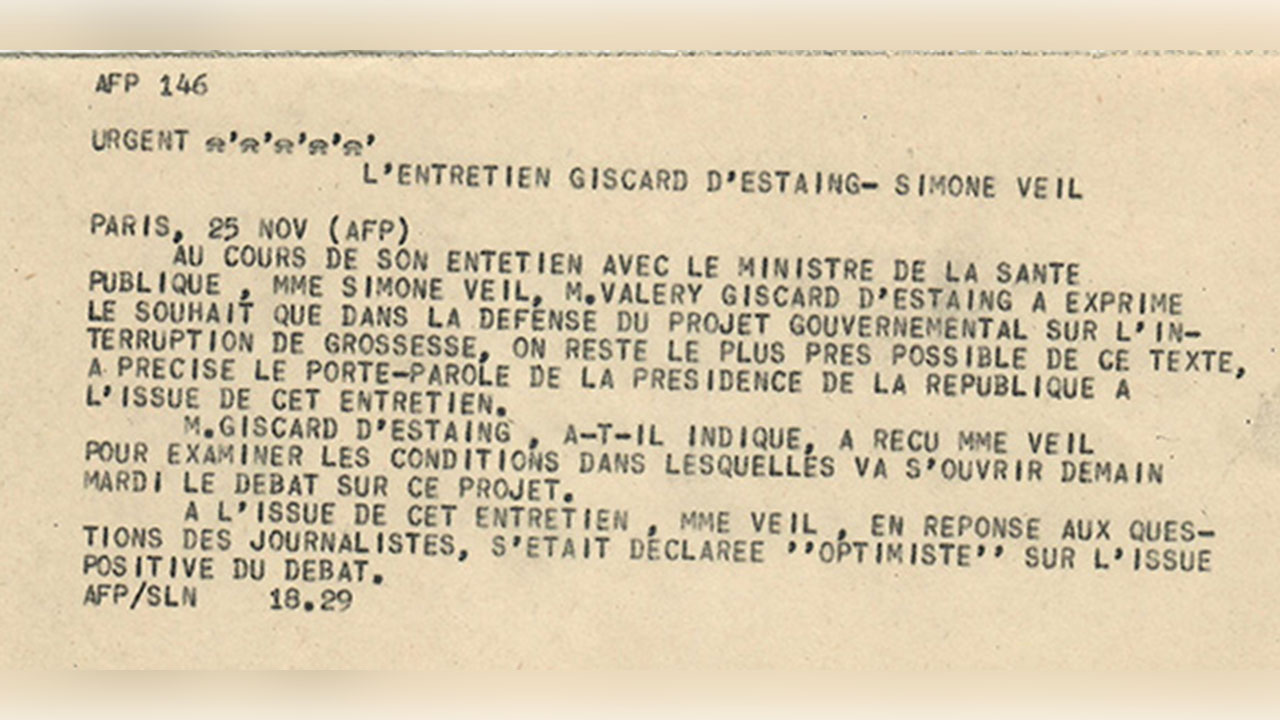 AFP 146
URGENT
L'ENTRETIEN GISCARD D'ESTAING- SIMONE VEIL
PARIS, 25 NOV (AFP)
AU COURS DE SON ENTETIEN AVEC LE MINISTRE DE LA SANTE
PUBLIQUE , MME SIMONE VEIL, M.VALERY GISCARD D'ESTAING A EXPRIME
LE SOUHAIT QUE DANS LA DEFENSE DU PROJET GOUVERNEMENTAL SUR L'IN-
TERRUPTION DE GROSSESSE, ON RESTE LE PLUS PRES POSSIBLE DE CE TEXTE,
A PRECISE LE PORTE-PAROLE DE LA PRESIDENCE DE LA REPUBLIQUE A
L'ISSUE DE CET ENTRETIEN.
M.GISCARD D'ESTAING , A-T-IL INDIQUE, A RECU MME VEIL
POUR EXAMINER LES CONDITIONS DANS LESQUELLES VA S'OUVRIR DEMAIN
MARDI LE DEBAT SUR CE PROJET.
A L'ISSUE DE CET ENTRETIEN , MME VEIL , EN REPONSE AUX QUES-
TIONS DES JOURNALISTES, S'ETAIT DECLAREE ''OPTIMISTE'' SUR L'ISSUE
POSITIVE DU DEBAT.
AFP/SLN 18.29